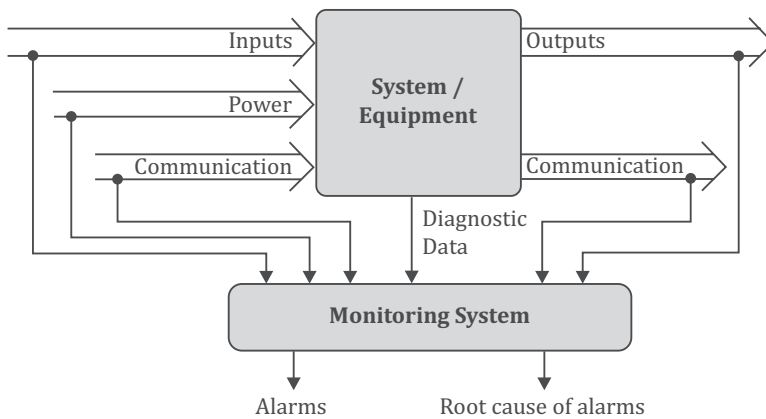 Inputs
Outputs
System /
Equipment
Power
Communication
Communication
Diagnostic
Data
Monitoring System
Alarms
Root cause of alarms